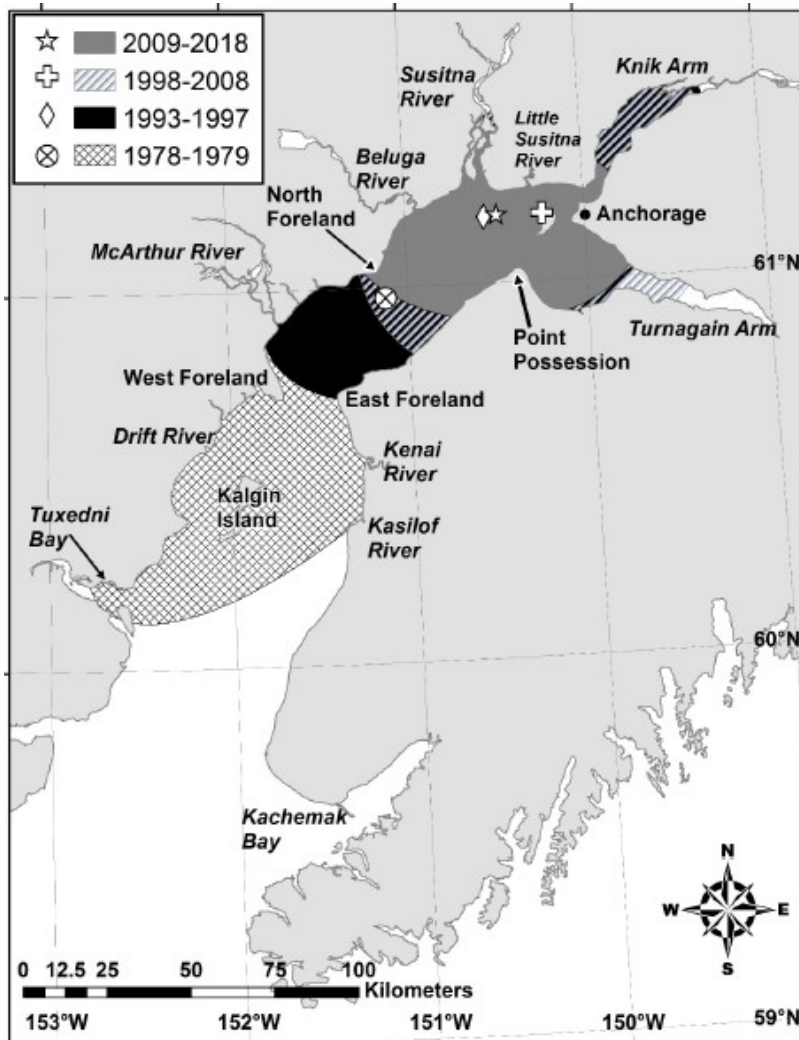 2009-2018
1998-2008
1993-1997
1978-1979
Susitna
River
Knik Arm
Little
Susitna
River
Beluga
River
North
Foreland
Anchorage
McArthur River
61°N
Turnagain Arm
Point
Possession
West Foreland
East Foreland
Drift River
Kenai
River
Kalgin
Island
Tuxedni
Bay
Kasilof
River
60°N
Kachemak
Bay
N
W
E
S
0 12.5 25 50 75 100
Kilometers
59°N
153°W 152°W 151°W 150°W